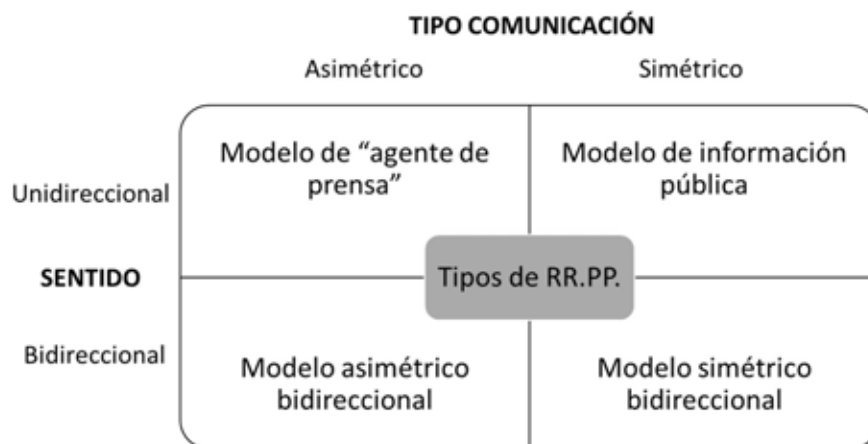 TIPO COMUNICACIÓN
Asimétrico
Simétrico
Modelo de “agente de
prensa”
Modelo de información
pública
Unidireccional
SENTIDO
Tipos de RR.PP.
Bidireccional
Modelo asimétrico
bidireccional
Modelo simétrico
bidireccional